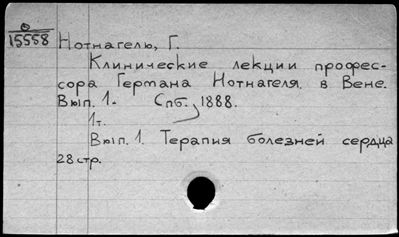 15558
Нотнагелю, Г.
Клинические лекции профес-
сора Германа Нотнагеля. в Вене.
Вып. 1. Спб. 1888.
1т.
Вып. 1. Терапия болезней сердца
28 стр.